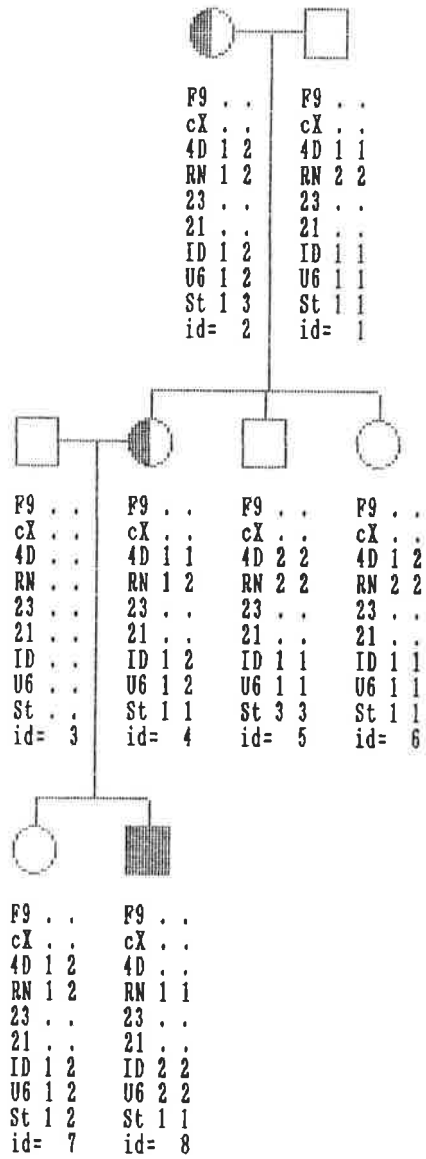 F9 . .
cX . .
4D 1 2
RN 1 2
23 . .
21 . .
ID 1 2
U6 1 2
St 1 3
id= 2
F9 . .
cX . .
4D 1 1
RN 2 2
23 . .
21 . .
ID 1 1
U6 1 1
St 1 1
id= 1
F9 . .
cX . .
4D . .
RN . .
23 . .
21 . .
ID . .
U6 . .
St . .
id= 3
F9 . .
cX . .
4D 1 1
RN 1 2
23 . .
21 . .
ID 1 2
U6 1 2
St 1 1
id= 4
F9 . .
cX . .
4D 2 2
RN 2 2
23 . .
21 . .
ID 1 1
U6 1 1
St 3 3
id= 5
F9 . .
cX . .
4D 1 2
RN 2 2
23 . .
21 . .
ID 1 1
U6 1 1
St 1 1
id= 6
F9 . .
cX . .
4D 1 2
RN 1 2
23 . .
21 . .
ID 1 2
U6 1 2
St 1 2
id= 7
F9 . .
cX . .
4D . .
RN 1 1
23 . .
21 . .
ID 2 2
U6 2 2
St 1 1
id= 8